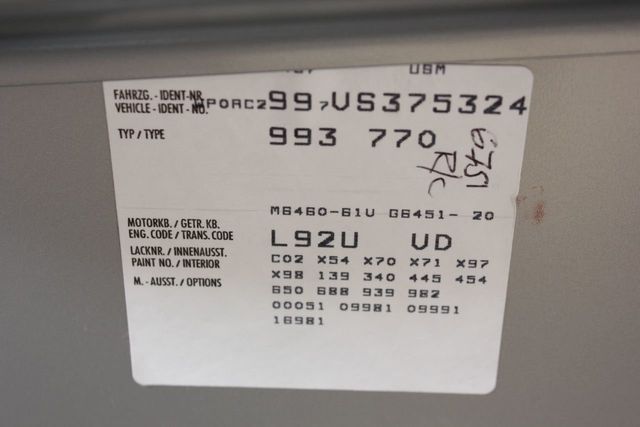 USM
FAHRZG. - IDENT-NR.
VEHICLE - IDENT - NO.
WP0AC2997VS375324
TYP / TYPE
993 770
6751
R/C
M6460-61U G6451- 20
MOTORKB. / GETR. KB.
ENG. CODE / TRANS. CODE
L92U VD
LACKNR. / INNENAUSST.
PAINT NO. / INTERIOR
C02 X54 X70 X71 X97
M. - AUSST. / OPTIONS
X98 139 340 445 454
650 688 939 982
00051 09981 09991
16981